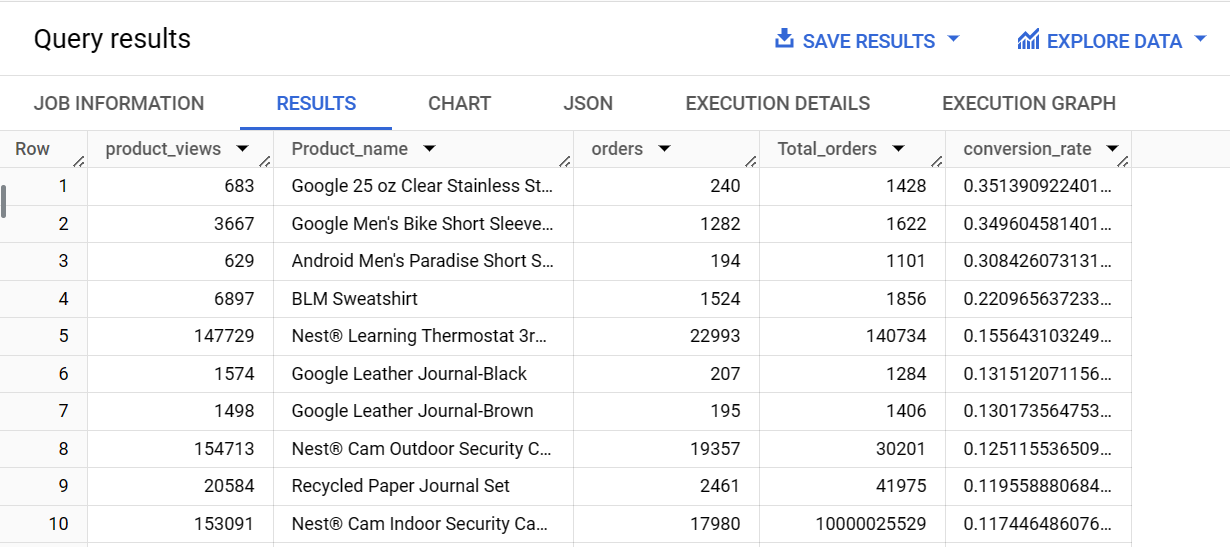 Query results SAVE RESULTS EXPLORE DATA
JOB INFORMATION RESULTS CHART JSON EXECUTION DETAILS EXECUTION GRAPH
Row product_views Product_name orders Total_orders conversion_rate
1 683 Google 25 oz Clear Stainless St... 240 1428 0.351390922401...
2 3667 Google Men's Bike Short Sleeve... 1282 1622 0.349604581401...
3 629 Android Men's Paradise Short S... 194 1101 0.308426073131...
4 6897 BLM Sweatshirt 1524 1856 0.220965637233...
5 147729 Nest® Learning Thermostat 3r... 22993 140734 0.155643103249...
6 1574 Google Leather Journal-Black 207 1284 0.131512071156...
7 1498 Google Leather Journal-Brown 195 1406 0.130173564753...
8 154713 Nest® Cam Outdoor Security C... 19357 30201 0.125115536509...
9 20584 Recycled Paper Journal Set 2461 41975 0.119558880684...
10 153091 Nest® Cam Indoor Security Ca... 17980 10000025529 0.117446486076...